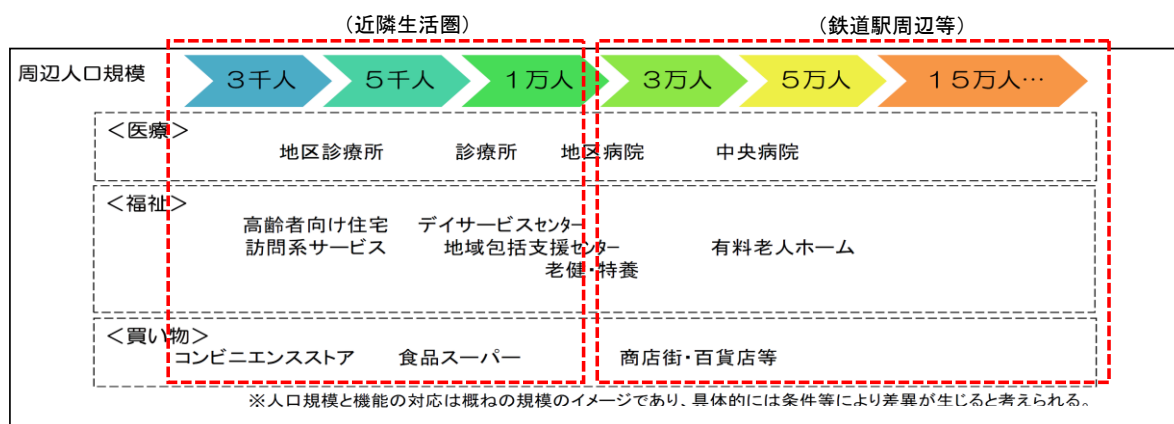 （近隣生活圏）
（鉄道駅周辺等）
周辺人口規模
３千人
５千人
１万人
３万人
５万人
１５万人…
＜医療＞
地区診療所
診療所
地区病院
中央病院
＜福祉＞
高齢者向け住宅
訪問系サービス
デイサービスセンター
地域包括支援センター
老健・特養
有料老人ホーム
＜買い物＞
コンビニエンスストア
食品スーパー
商店街・百貨店等
※人口規模と機能の対応は概ねの規模のイメージであり、具体的には条件等により差異が生じると考えられる。